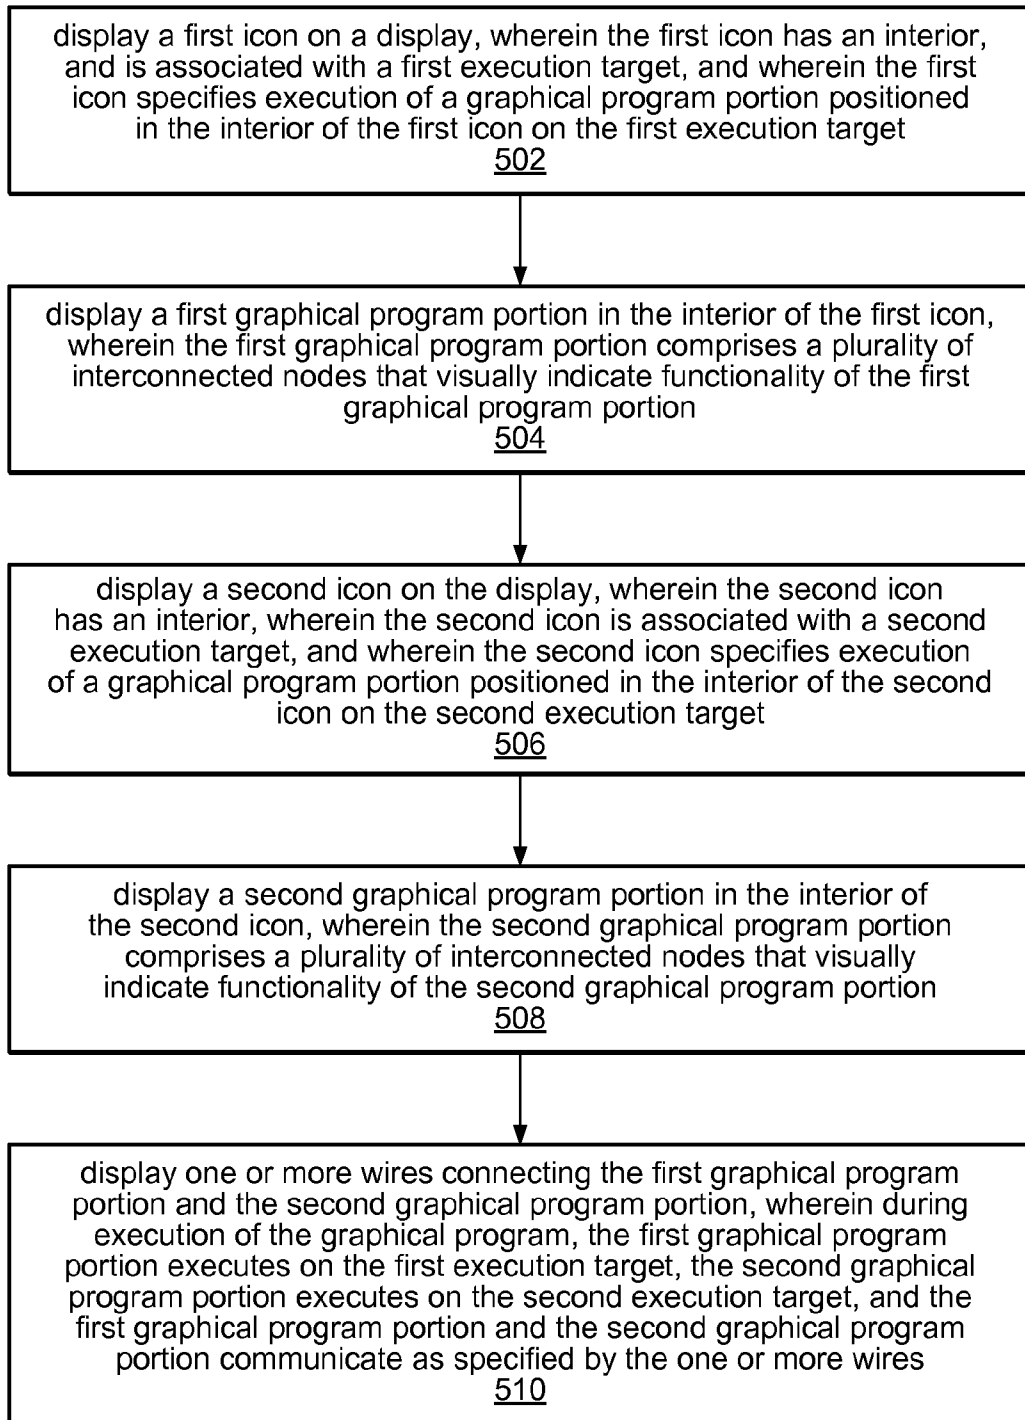 display a first icon on a display, wherein the first icon has an interior,
and is associated with a first execution target, and wherein the first
icon specifies execution of a graphical program portion positioned
in the interior of the first icon on the first execution target
502
display a first graphical program portion in the interior of the first icon,
wherein the first graphical program portion comprises a plurality of
interconnected nodes that visually indicate functionality of the first
graphical program portion
504
display a second icon on the display, wherein the second icon
has an interior, wherein the second icon is associated with a second
execution target, and wherein the second icon specifies execution
of a graphical program portion positioned in the interior of the second
icon on the second execution target
506
display a second graphical program portion in the interior of
the second icon, wherein the second graphical program portion
comprises a plurality of interconnected nodes that visually
indicate functionality of the second graphical program portion
508
display one or more wires connecting the first graphical program
portion and the second graphical program portion, wherein during
execution of the graphical program, the first graphical program
portion executes on the first execution target, the second graphical
program portion executes on the second execution target, and the
first graphical program portion and the second graphical program
portion communicate as specified by the one or more wires
510